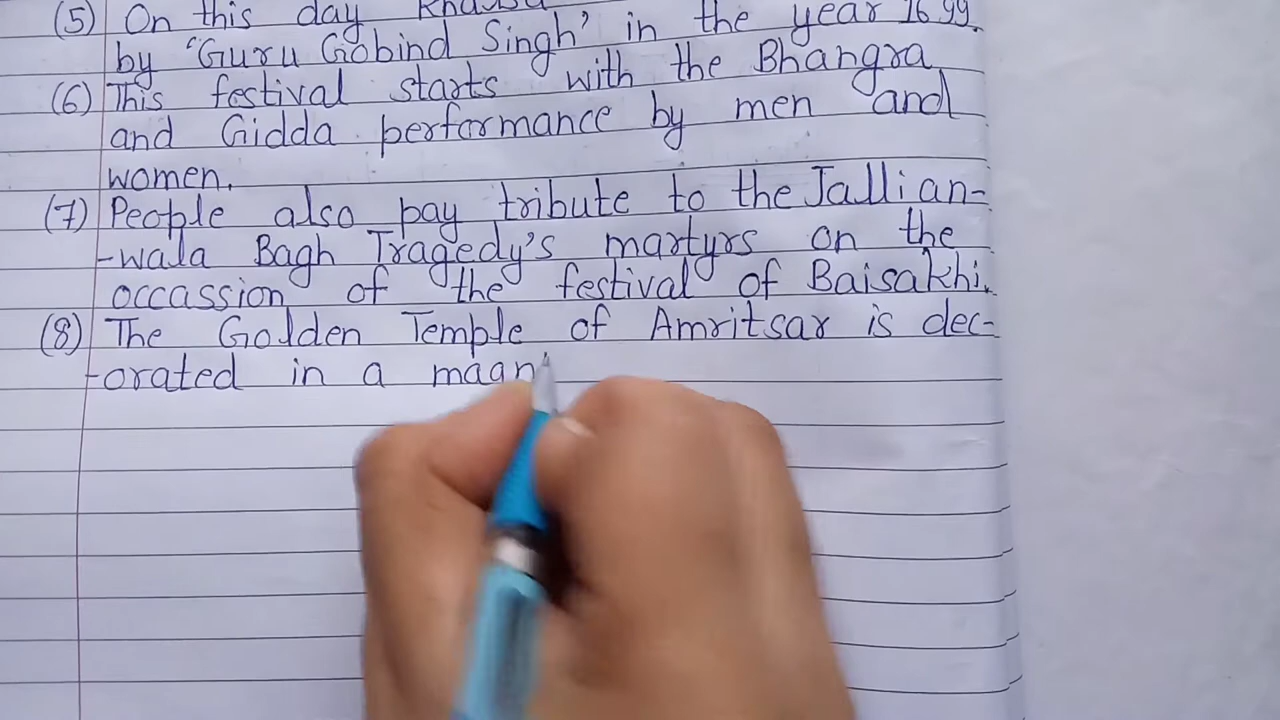 (5) On this day Khalsa
by 'Guru Gobind Singh' in the year 1699.
(6) This festival starts with the Bhangra
and Gidda performance by men and
women.
(7) People also pay tribute to the Jallian-
-wala Bagh Tragedy's martyrs on the
occassion of the festival of Baisakhi.
(8) The Golden Temple of Amritsar is dec-
-orated in a magn